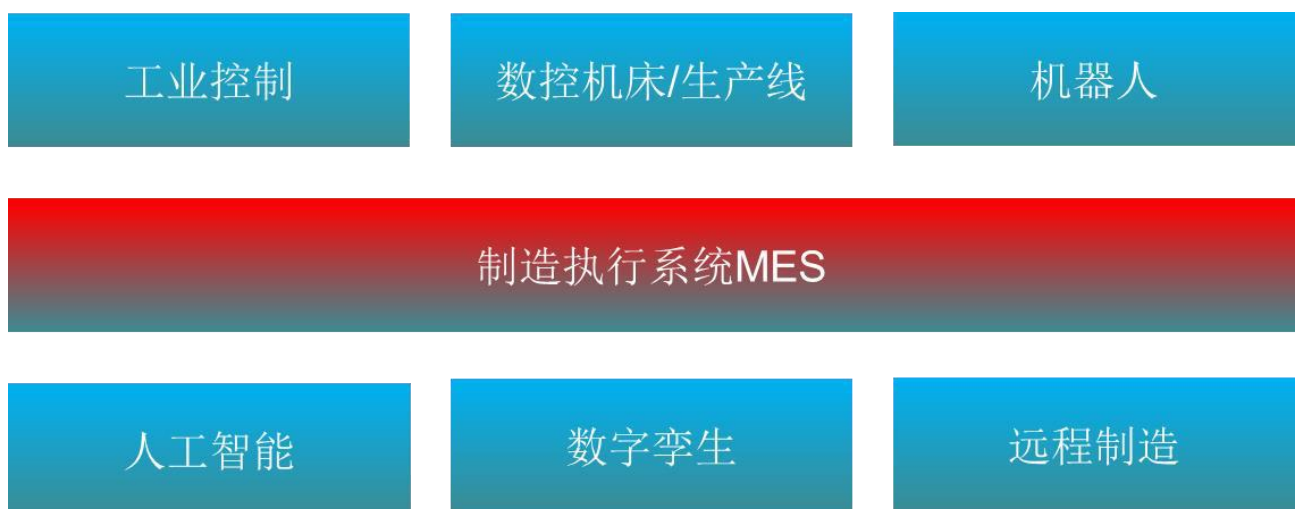 工业控制
数控机床/生产线
机器人
制造执行系统MES
人工智能
数字孪生
远程制造